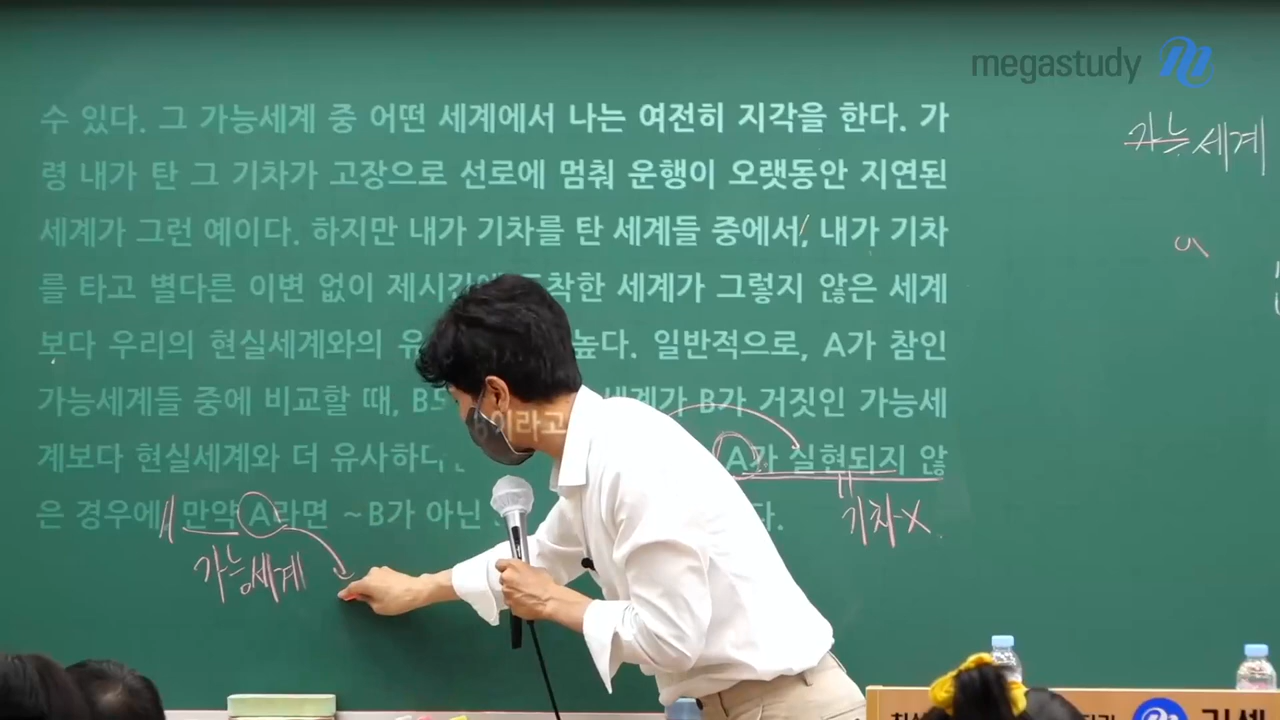 megastudy
수 있다. 그 가능세계 중 어떤 세계에서 나는 여전히 지각을 한다. 가
령 내가 탄 그 기차가 고장으로 선로에 멈춰 운행이 오랫동안 지연된
세계가 그런 예이다. 하지만 내가 기차를 탄 세계들 중에서, 내가 기차
를 타고 별다른 이변 없이 제시간에 착한 세계가 그렇지 않은 세계
보다 우리의 현실세계와의 높다. 일반적으로, A가 참인
가능세계들 중에 비교할 때, 세계가 B가 거짓인 가능세
계보다 현실세계와 더 유사하다 A가 실현되지 않
은 경우에 만약 A라면 ~B가 아닌 다.
이라고
가능세계
기차 X
가능세계